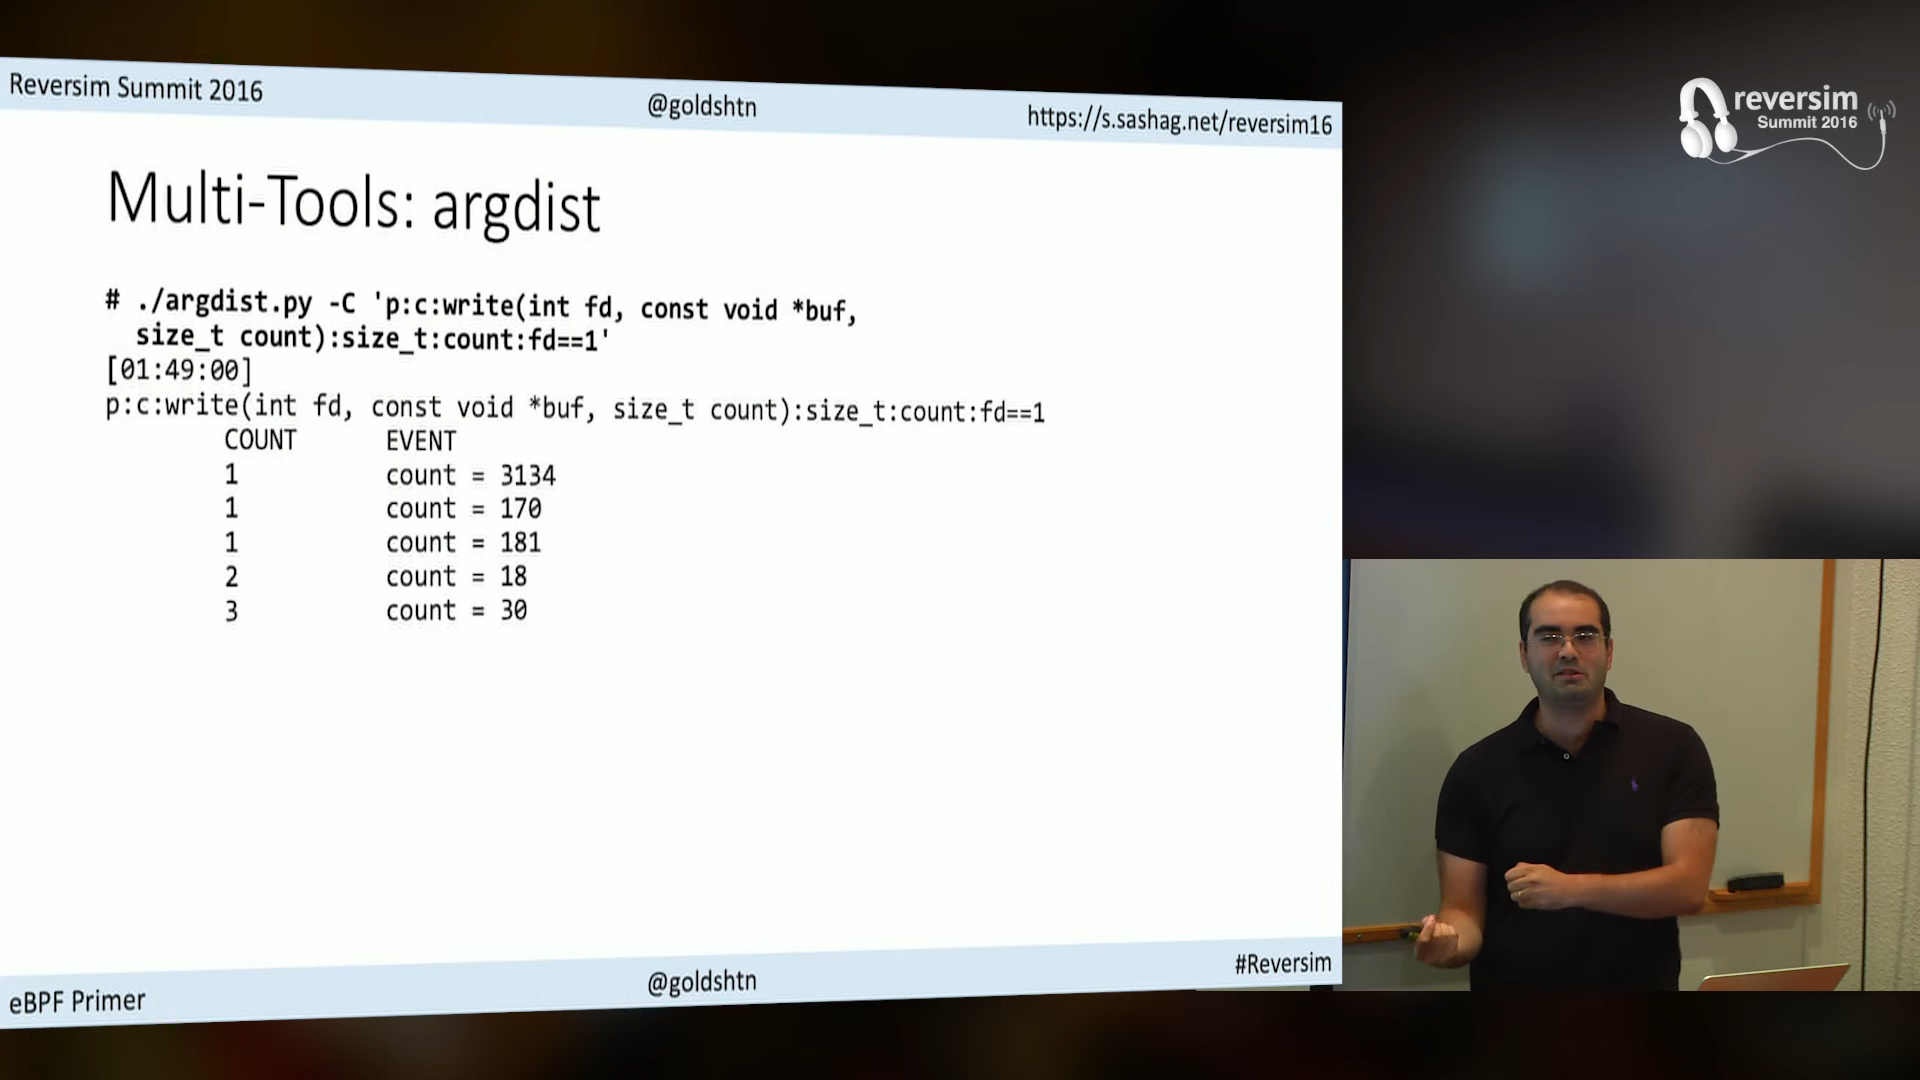 Reversim Summit 2016
@goldshtn
https://s.sashag.net/reversim16
reversim
Summit 2016
Multi-Tools: argdist
# ./argdist.py -C 'p:c:write(int fd, const void *buf,
size_t count):size_t:count:fd==1'
[01:49:00]
p:c:write(int fd, const void *buf, size_t count):size_t:count:fd==1
COUNT EVENT
1 count = 3134
1 count = 170
1 count = 181
2 count = 18
3 count = 30
eBPF Primer
@goldshtn
#Reversim